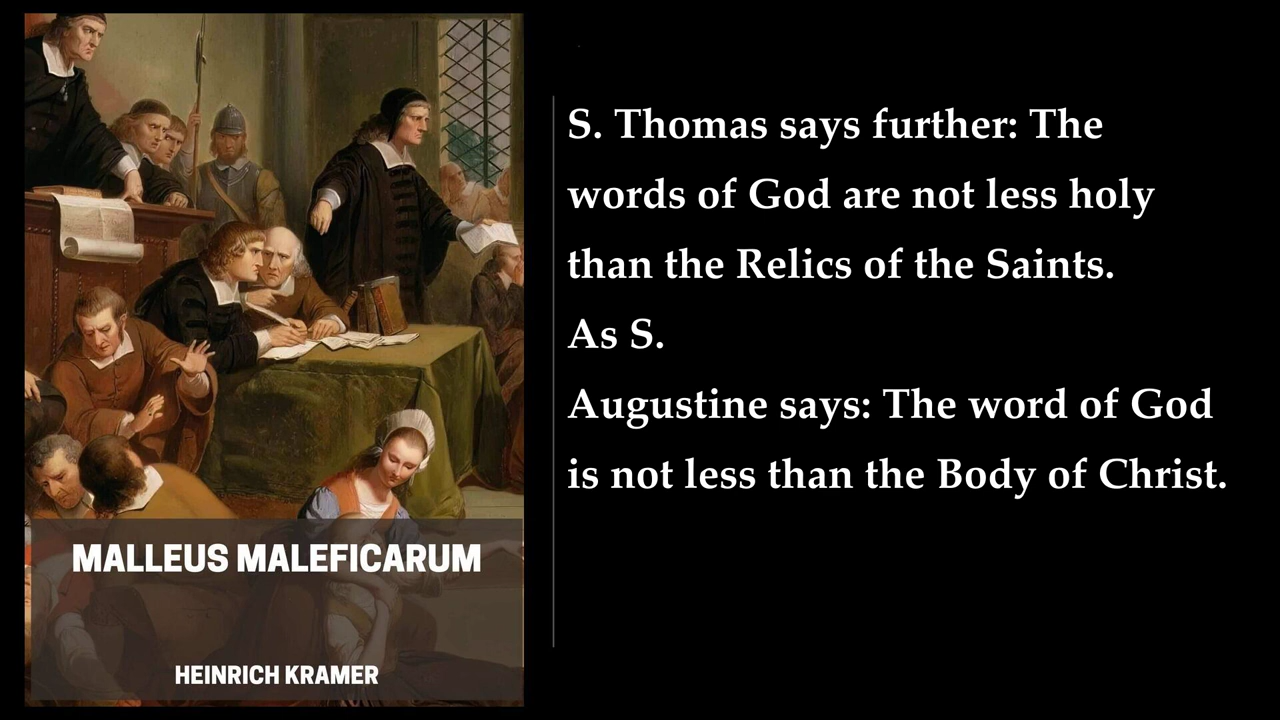 MALLEUS MALEFICARUM
HEINRICH KRAMER
S. Thomas says further: The
words of God are not less holy
than the Relics of the Saints.
As S.
Augustine says: The word of God
is not less than the Body of Christ.